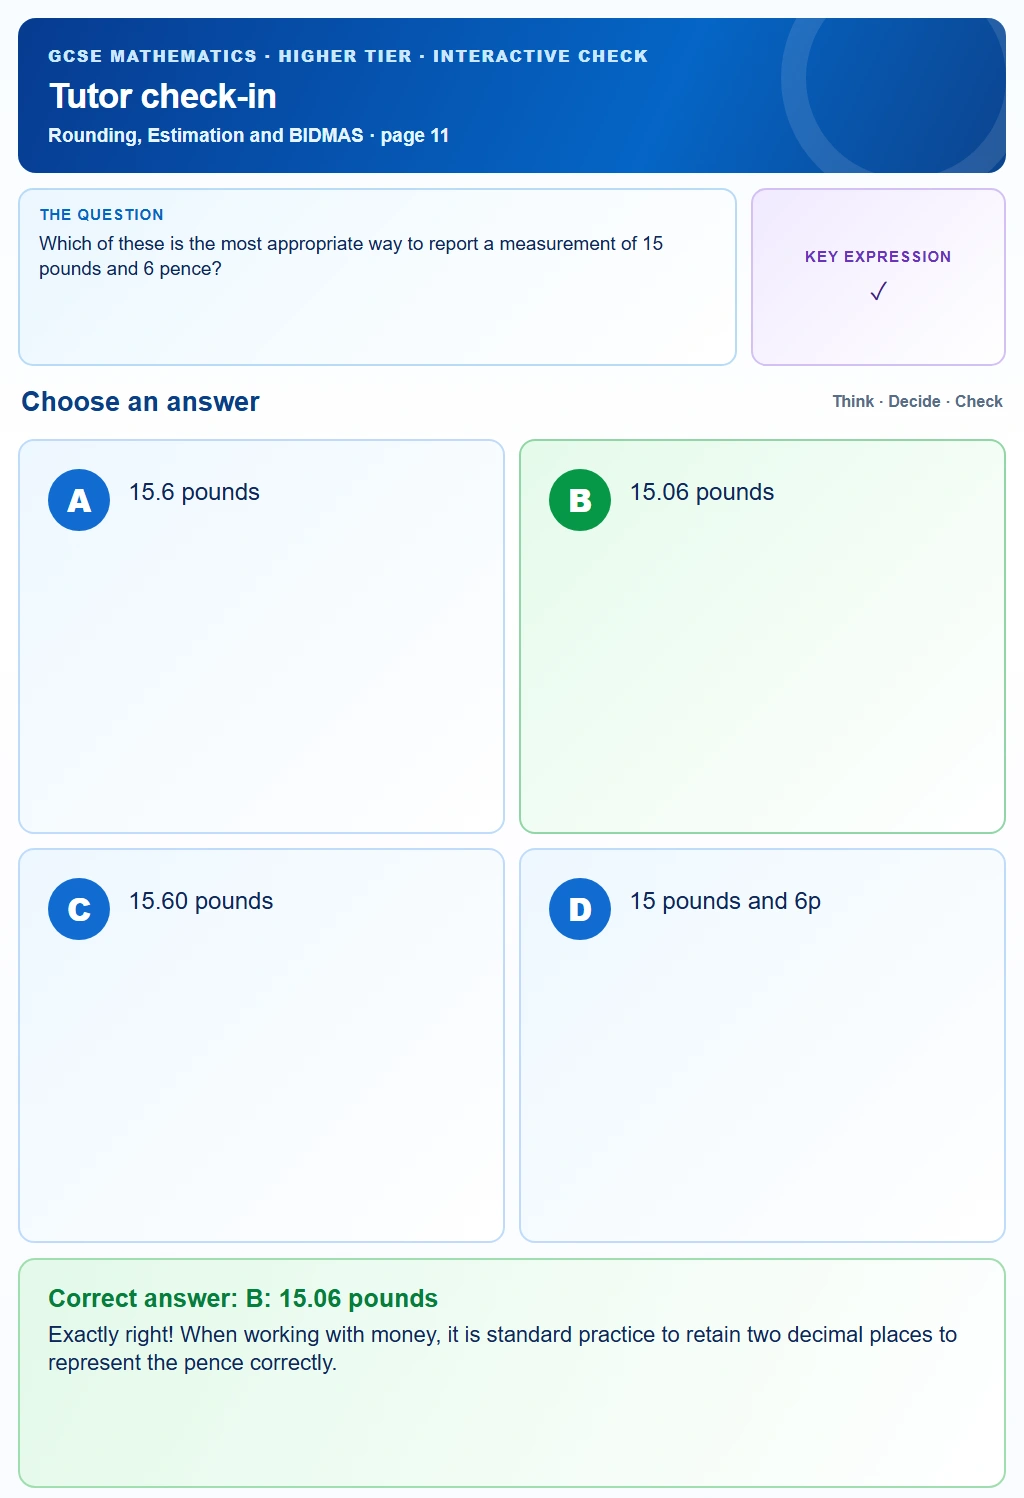 GCSE MATHEMATICS · HIGHER TIER · INTERACTIVE CHECK
Tutor check-in
Rounding, Estimation and BIDMAS · page 11
THE QUESTION
Which of these is the most appropriate way to report a measurement of 15
pounds and 6 pence?
KEY EXPRESSION
✓
Choose an answer
Think · Decide · Check
A
15.6 pounds
B
15.06 pounds
C
15.60 pounds
D
15 pounds and 6p
Correct answer: B: 15.06 pounds
Exactly right! When working with money, it is standard practice to retain two decimal places to
represent the pence correctly.